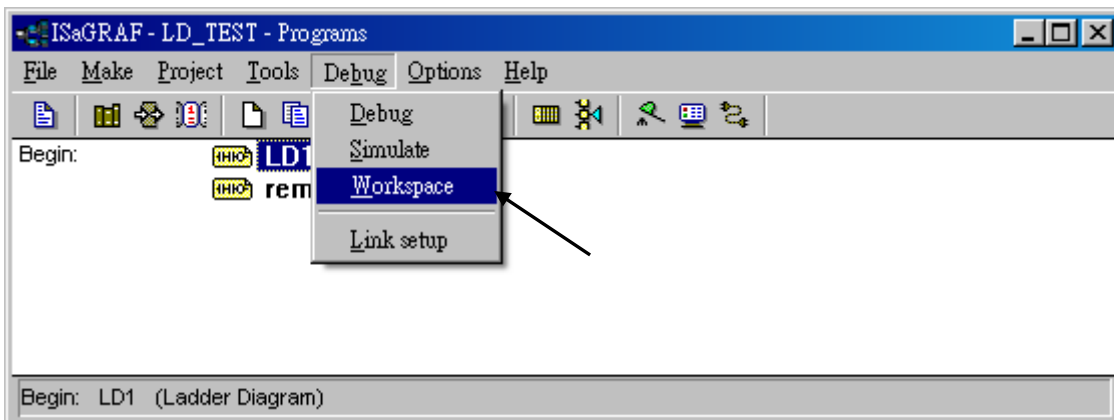 ISaGRAF - LD_TEST - Programs
File Make Project Tools Debug Options Help
Debug
Simulate
Workspace
Link setup
Begin: LD1
rem
Begin: LD1 (Ladder Diagram)